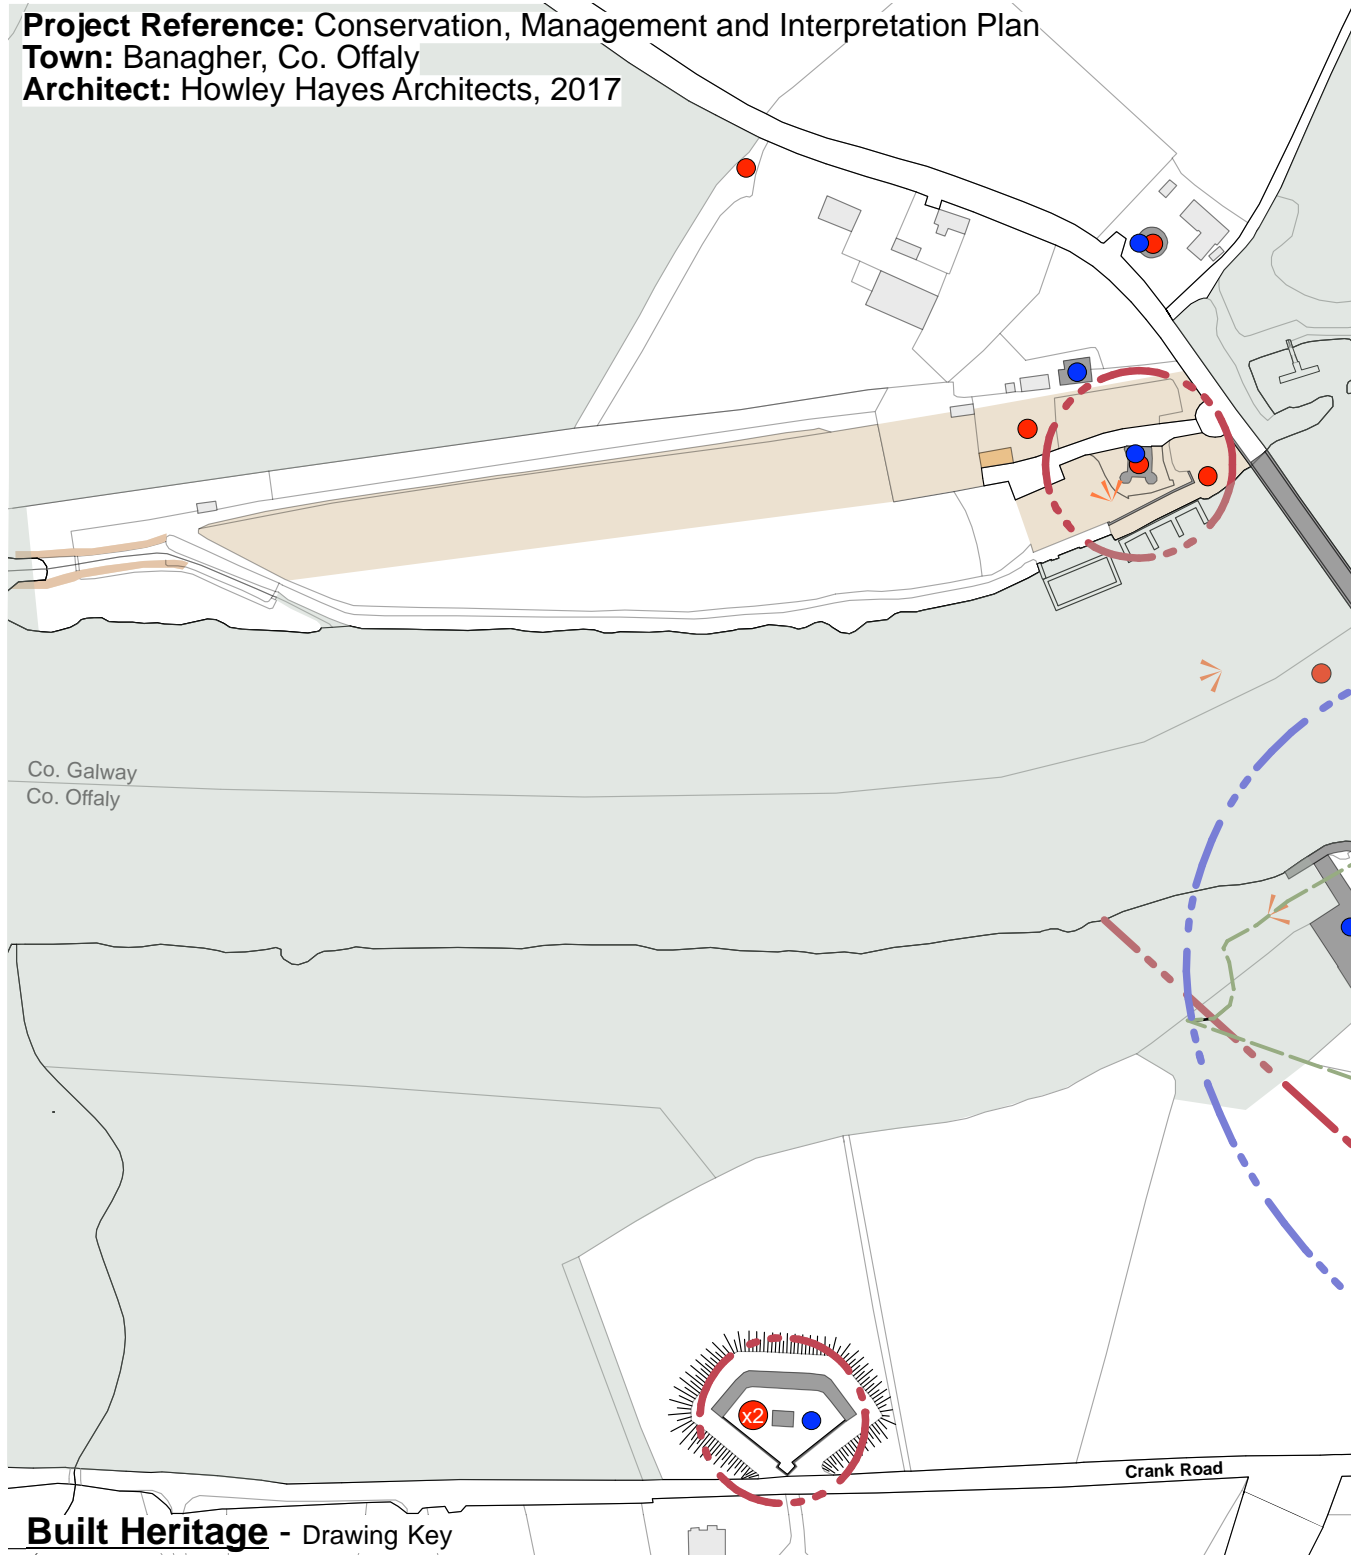 Project Reference: Conservation, Management and Interpretation Plan
Town: Banagher, Co. Offaly
Architect: Howley Hayes Architects, 2017
Co. Galway
Co. Offaly
x2
Crank Road
Built Heritage - Drawing Key